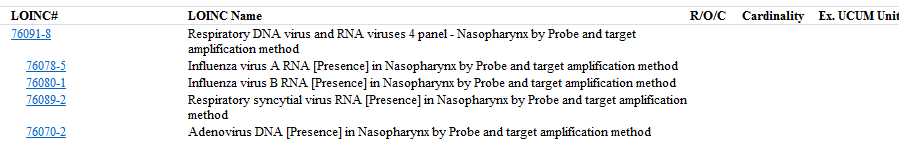 LOINC# LOINC Name R/O/C Cardinality Ex. UCUM Unit
76091-8 Respiratory DNA virus and RNA viruses 4 panel - Nasopharynx by Probe and target
amplification method
76078-5 Influenza virus A RNA [Presence] in Nasopharynx by Probe and target amplification method
76080-1 Influenza virus B RNA [Presence] in Nasopharynx by Probe and target amplification method
76089-2 Respiratory syncytial virus RNA [Presence] in Nasopharynx by Probe and target amplification
method
76070-2 Adenovirus DNA [Presence] in Nasopharynx by Probe and target amplification method